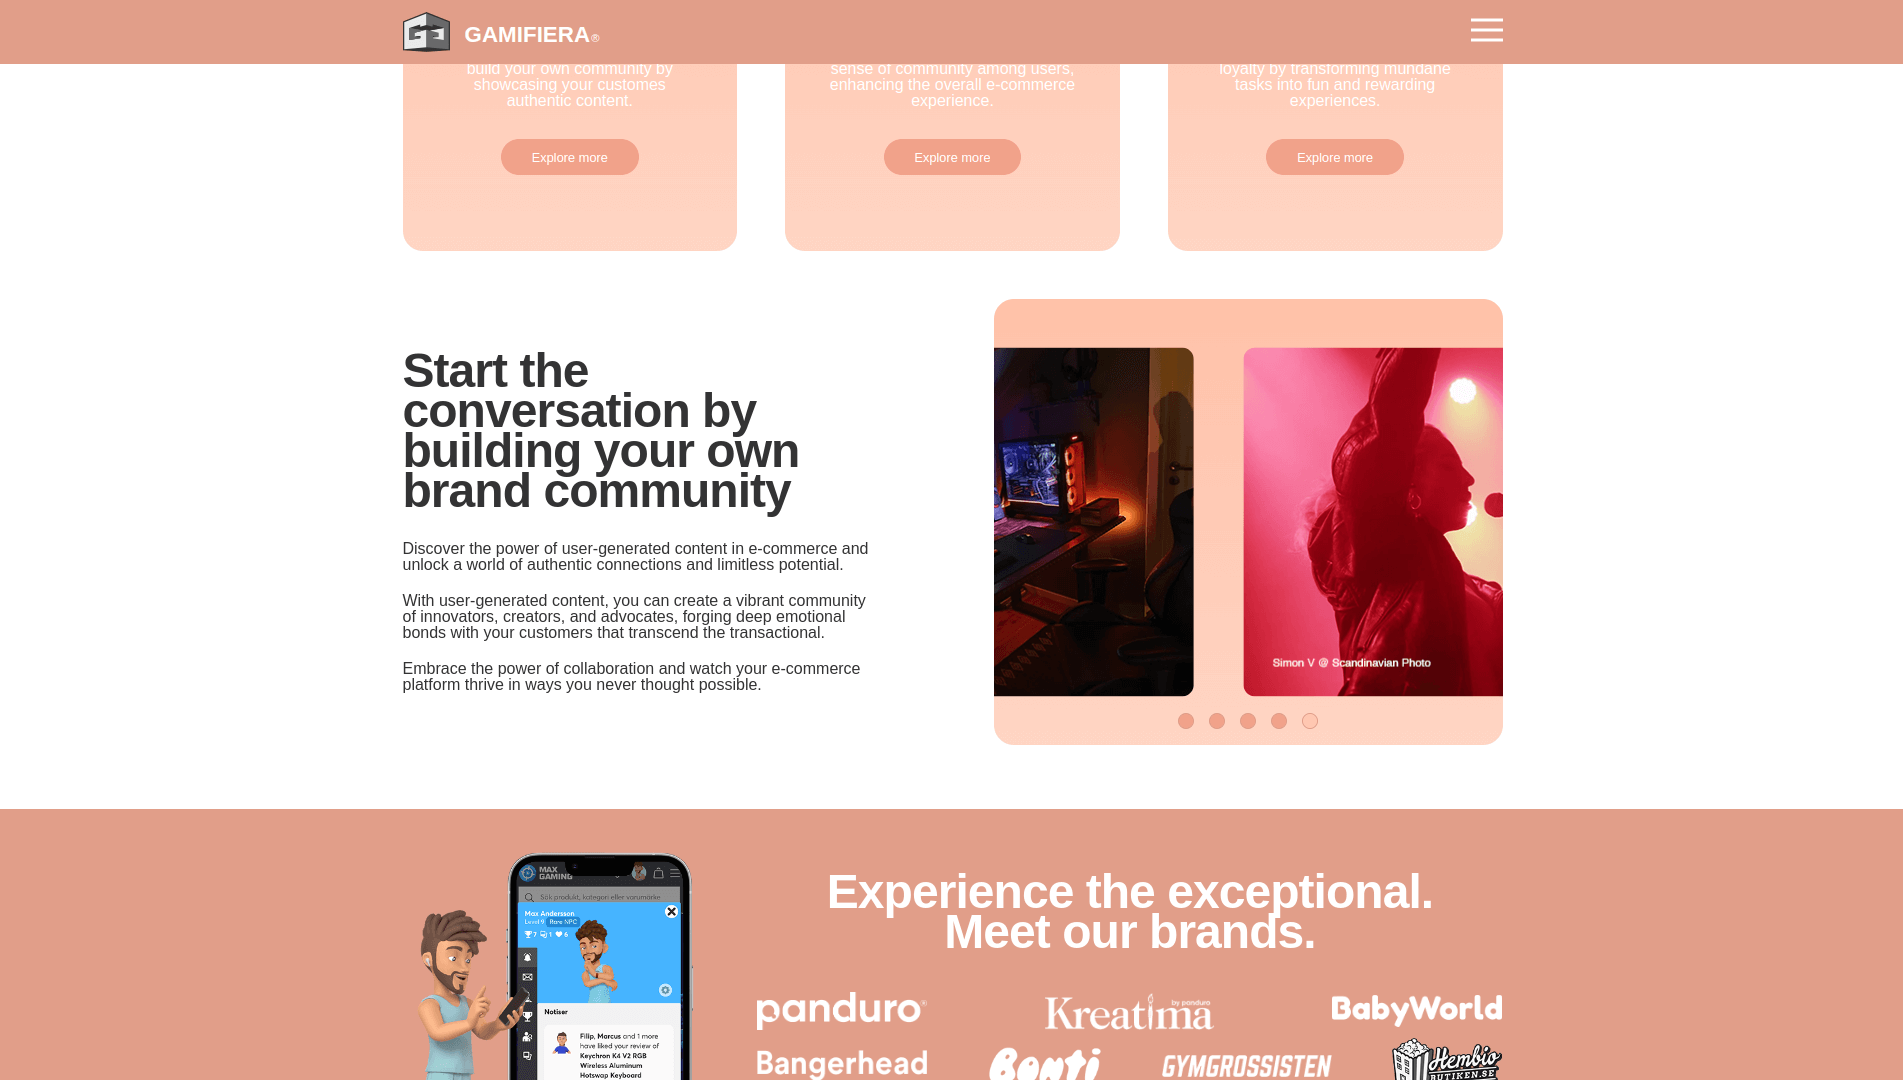 GAMIFIERA®
build your own community by
showcasing your customes
authentic content.
Explore more
sense of community among users,
enhancing the overall e-commerce
experience.
Explore more
loyalty by transforming mundane
tasks into fun and rewarding
experiences.
Explore more
Start the
conversation by
building your own
brand community
Discover the power of user-generated content in e-commerce and
unlock a world of authentic connections and limitless potential.
With user-generated content, you can create a vibrant community
of innovators, creators, and advocates, forging deep emotional
bonds with your customers that transcend the transactional.
Embrace the power of collaboration and watch your e-commerce
platform thrive in ways you never thought possible.
Simon V @ Scandinavian Photo
MAX
GAMING
Sök produkt, kategori eller varumärke
Max Andersson
Level 9 Rare NPC
7 1 6
Notiser
Filip, Marcus and 1 more
have liked your review of
Keychron K4 V2 RGB
Wireless Aluminum
Hotswap Keyboard
Experience the exceptional.
Meet our brands.
panduro®
Kreatima
by panduro
BabyWorld
Bangerhead
Bonti
GYMGROSSISTEN
Hembio
BUTIKEN.SE